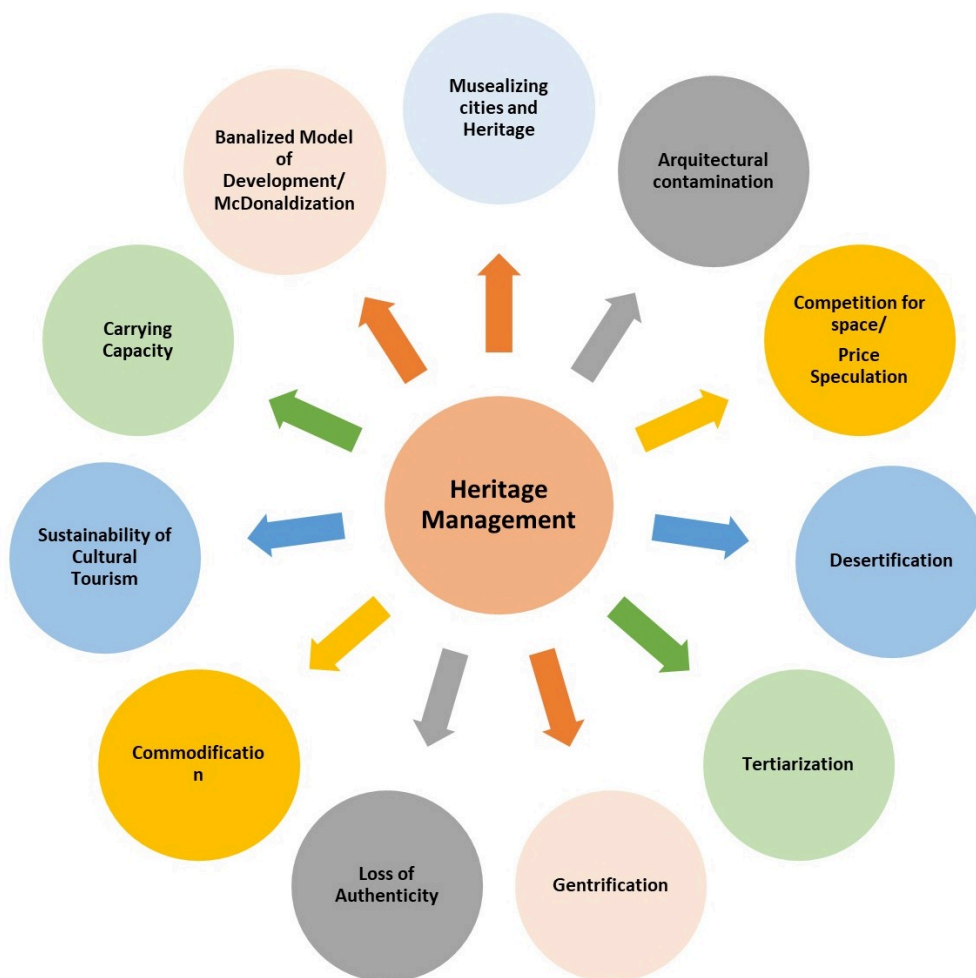 Musealizing
cities and
Heritage
Arquitectural
contamination
Competition for
space/
Price
Speculation
Desertification
Tertiarization
Gentrification
Loss of
Authenticity
Commodificatio
n
Sustainability of
Cultural
Tourism
Carrying
Capacity
Banalized Model
of
Development/
McDonaldization
Heritage
Management